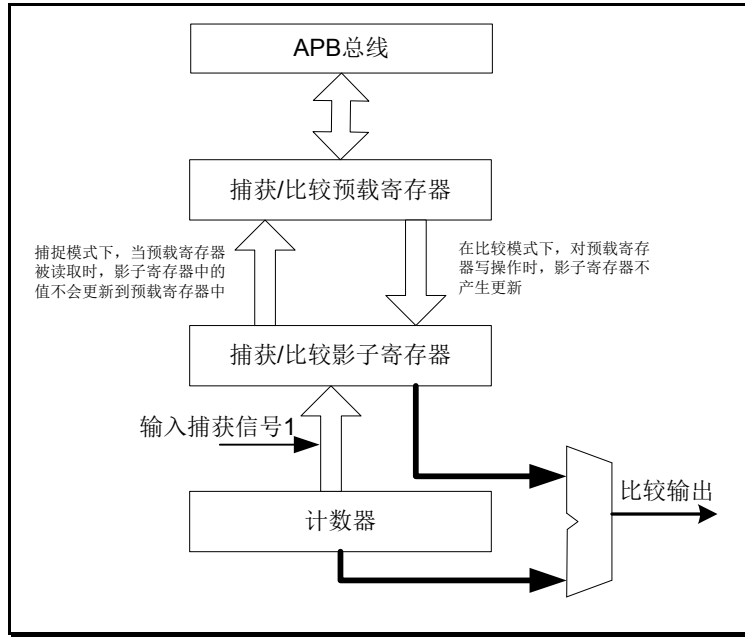 APB总线
捕获/比较预载寄存器
捕捉模式下，当预载寄存器
被读取时，影子寄存器中的
值不会更新到预载寄存器中
在比较模式下，对预载寄存
器写操作时，影子寄存器不
产生更新
捕获/比较影子寄存器
输入捕获信号1
计数器
比较输出